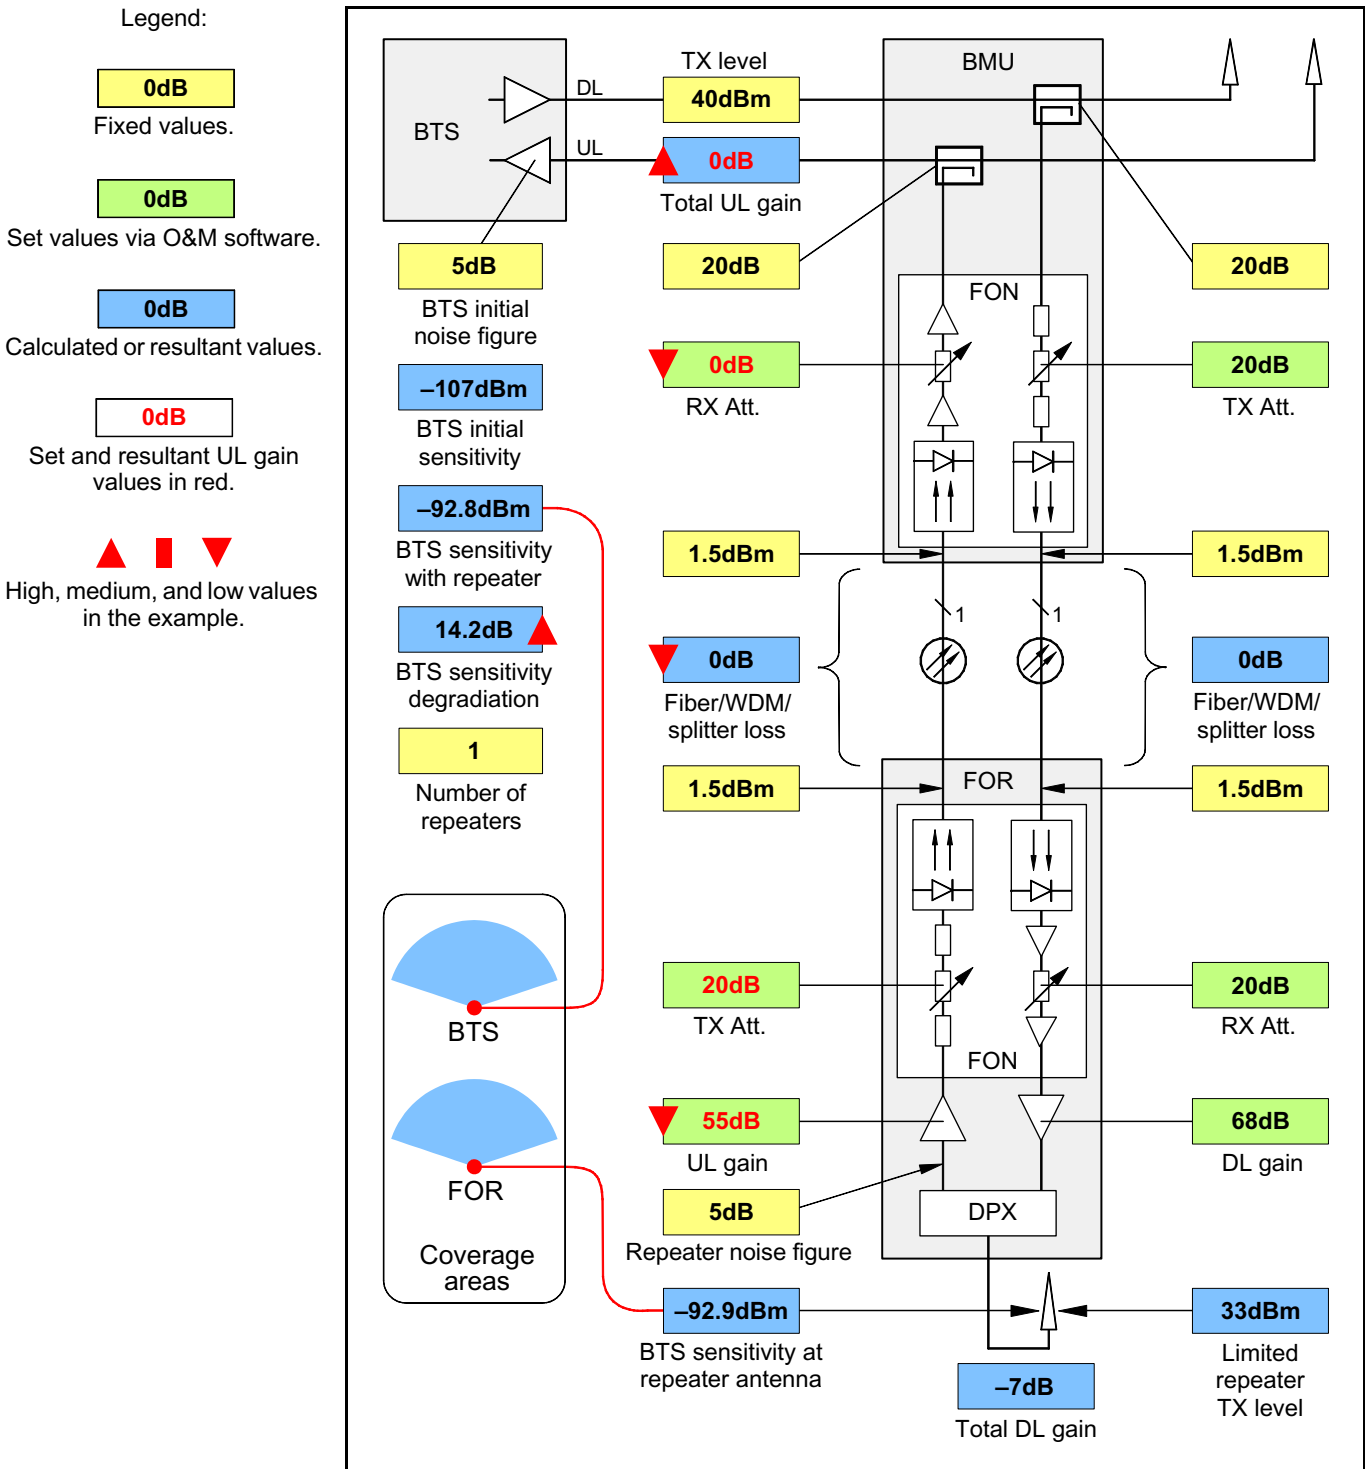 Legend:
0dB
Fixed values.
0dB
Set values via O&M software.
0dB
Calculated or resultant values.
0dB
Set and resultant UL gain
values in red.
High, medium, and low values
in the example.
BTS
DL
UL
TX level
40dBm
0dB
Total UL gain
BMU
5dB
BTS initial
noise figure
–107dBm
BTS initial
sensitivity
–92.8dBm
BTS sensitivity
with repeater
14.2dB
BTS sensitivity
degradation
1
Number of
repeaters
20dB
FON
20dB
0dB
RX Att.
20dB
TX Att.
1.5dBm
1.5dBm
1
1
0dB
Fiber/WDM/
splitter loss
0dB
Fiber/WDM/
splitter loss
1.5dBm
FOR
1.5dBm
20dB
TX Att.
20dB
RX Att.
FON
55dB
UL gain
68dB
DL gain
5dB
Repeater noise figure
DPX
BTS
FOR
Coverage
areas
–92.9dBm
BTS sensitivity at
repeater antenna
33dBm
Limited
repeater
TX level
–7dB
Total DL gain